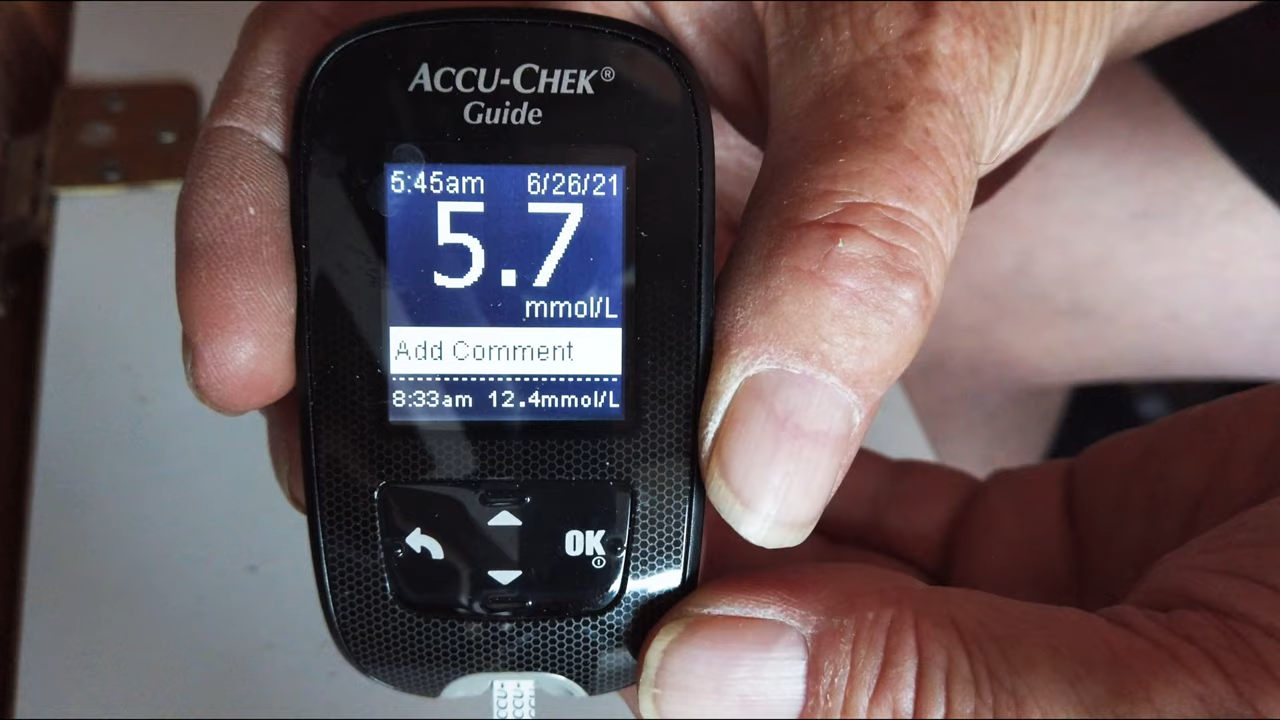 ACCU-CHEK®
Guide
5:45am 6/26/21
5.7
mmol/L
Add Comment
8:33am 12.4mmol/L
OK